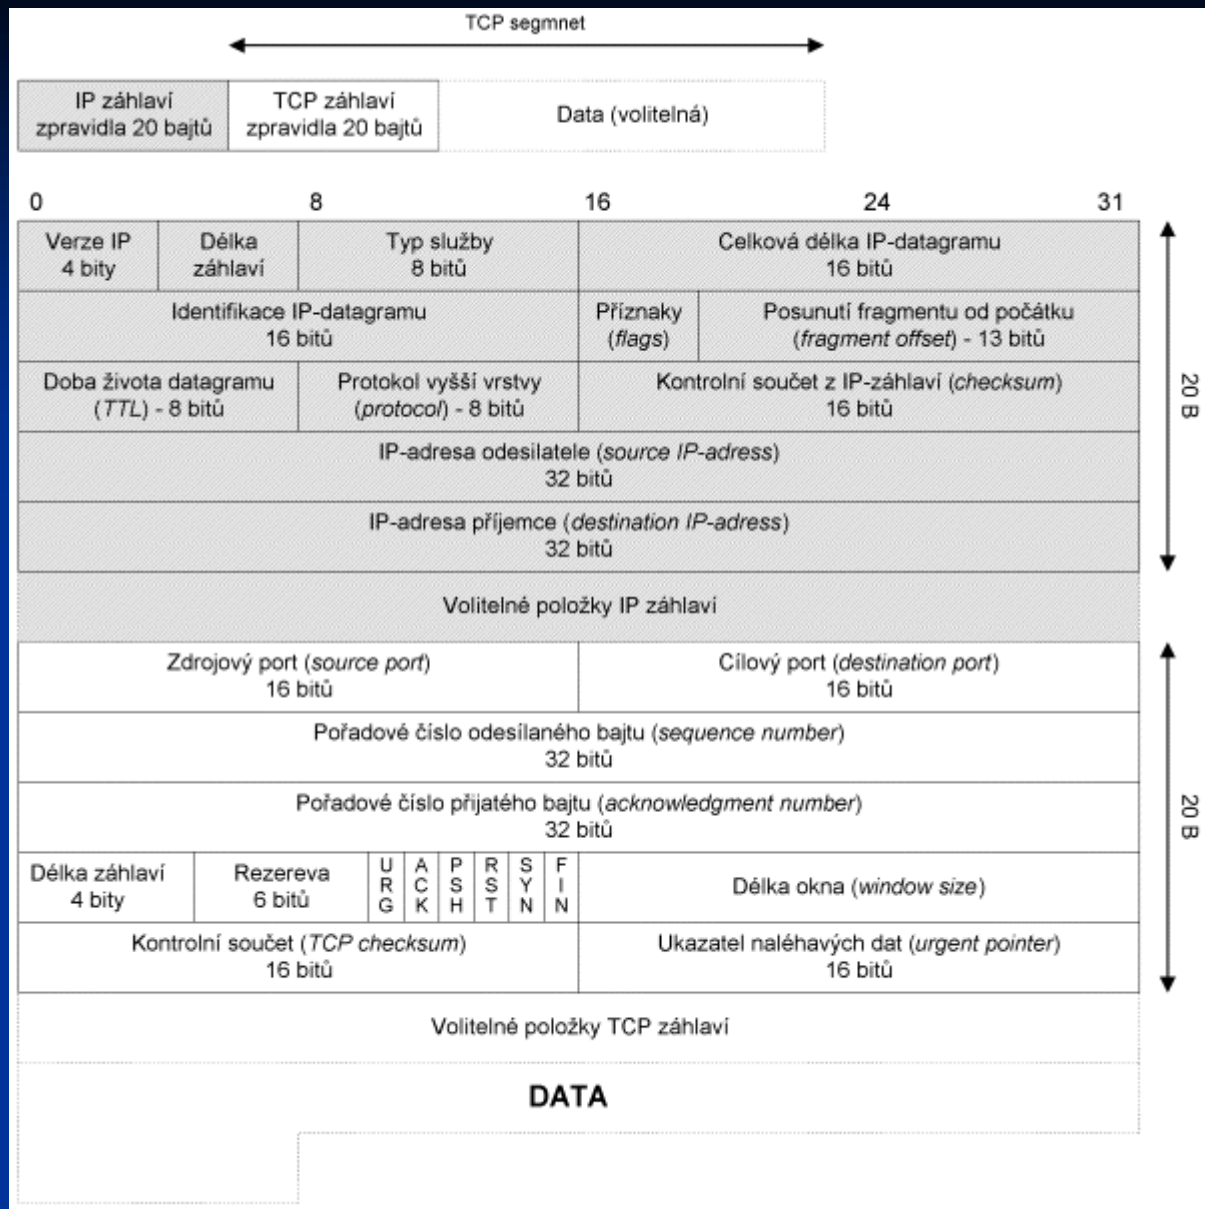 TCP segmnet
IP záhlaví
zpravidla 20 bajtů
TCP záhlaví
zpravidla 20 bajtů
Data (volitelná)
0 8 16 24 31
Verze IP
4 bity
Délka
záhlaví
Typ služby
8 bitů
Celková délka IP-datagramu
16 bitů
Identifikace IP-datagramu
16 bitů
Příznaky
(flags)
Posunutí fragmentu od počátku
(fragment offset) - 13 bitů
Doba života datagramu
(TTL) - 8 bitů
Protokol vyšší vrstvy
(protocol) - 8 bitů
Kontrolní součet z IP-záhlaví (checksum)
16 bitů
IP-adresa odesilatele (source IP-adress)
32 bitů
IP-adresa příjemce (destination IP-adress)
32 bitů
20 B
Volitelné položky IP záhlaví
Zdrojový port (source port)
16 bitů
Cílový port (destination port)
16 bitů
Pořadové číslo odesílaného bajtu (sequence number)
32 bitů
Pořadové číslo přijatého bajtu (acknowledgment number)
32 bitů
Délka záhlaví
4 bity
Rezereva
6 bitů
URG
ACK
PSH
RST
SYN
FIN
Délka okna (window size)
Kontrolní součet (TCP checksum)
16 bitů
Ukazatel naléhavých dat (urgent pointer)
16 bitů
20 B
Volitelné položky TCP záhlaví
DATA